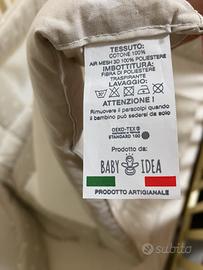 TESSUTO:
COTONE 100%
AIR MESH 3D 100% POLIESTERE
IMBOTTITURA:
FIBRA DI POLIESTERE
TRASPIRANTE
LAVAGGIO:
ATTENZIONE !
Rimuovere il paracolpi quando
il bambino può sedersi da solo
OEKO-TEX®
STANDARD 100
Prodotto da:
BABY IDEA
PRODOTTO ARTIGIANALE
subito